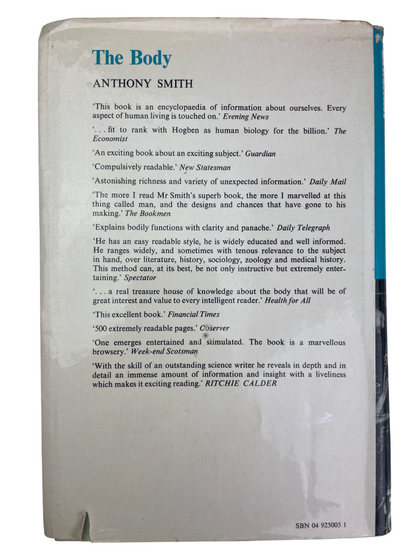 The Body
ANTHONY SMITH
'This book is an encyclopaedia of information about ourselves. Every
aspect of human living is touched on.' Evening News
'. . . fit to rank with Hogben as human biology for the billion.' The
Economist
'An exciting book about an exciting subject.' Guardian
'Compulsively readable.' New Statesman
'Astonishing richness and variety of unexpected information.' Daily Mail
'The more I read Mr Smith's superb book, the more I marvelled at this
thing called man, and the designs and chances that have gone to his
making.' The Bookmen
'Explains bodily functions with clarity and panache.' Daily Telegraph
'He has an easy readable style, he is widely educated and well informed.
He ranges widely, and sometimes with tenous relevance to the subject
in hand, over literature, history, sociology, zoology and medical history.
This method can, at its best, be not only instructive but extremely enter-
taining.' Spectator
'. . . a real treasure house of knowledge about the body that will be of
great interest and value to every intelligent reader.' Health for All
'This excellent book.' Financial Times
'500 extremely readable pages.' Observer
'One emerges entertained and stimulated. The book is a marvellous
browsery.' Week-end Scotsman
'With the skill of an outstanding science writer he reveals in depth and in
detail an immense amount of information and insight with a liveliness
which makes it exciting reading.' RITCHIE CALDER
SBN 04 925005 1